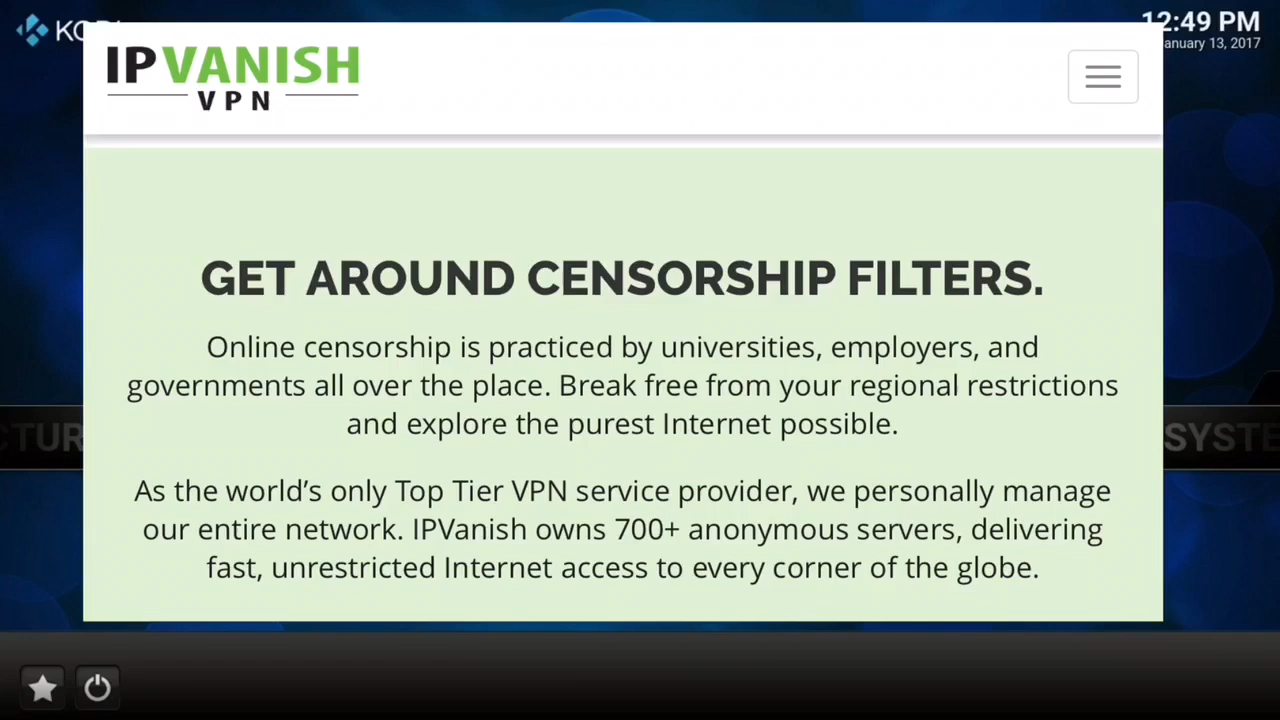 12:49 PM
January 13, 2017
IPVANISH
VPN
GET AROUND CENSORSHIP FILTERS.
Online censorship is practiced by universities, employers, and
governments all over the place. Break free from your regional restrictions
and explore the purest Internet possible.
As the world’s only Top Tier VPN service provider, we personally manage
our entire network. IPVanish owns 700+ anonymous servers, delivering
fast, unrestricted Internet access to every corner of the globe.